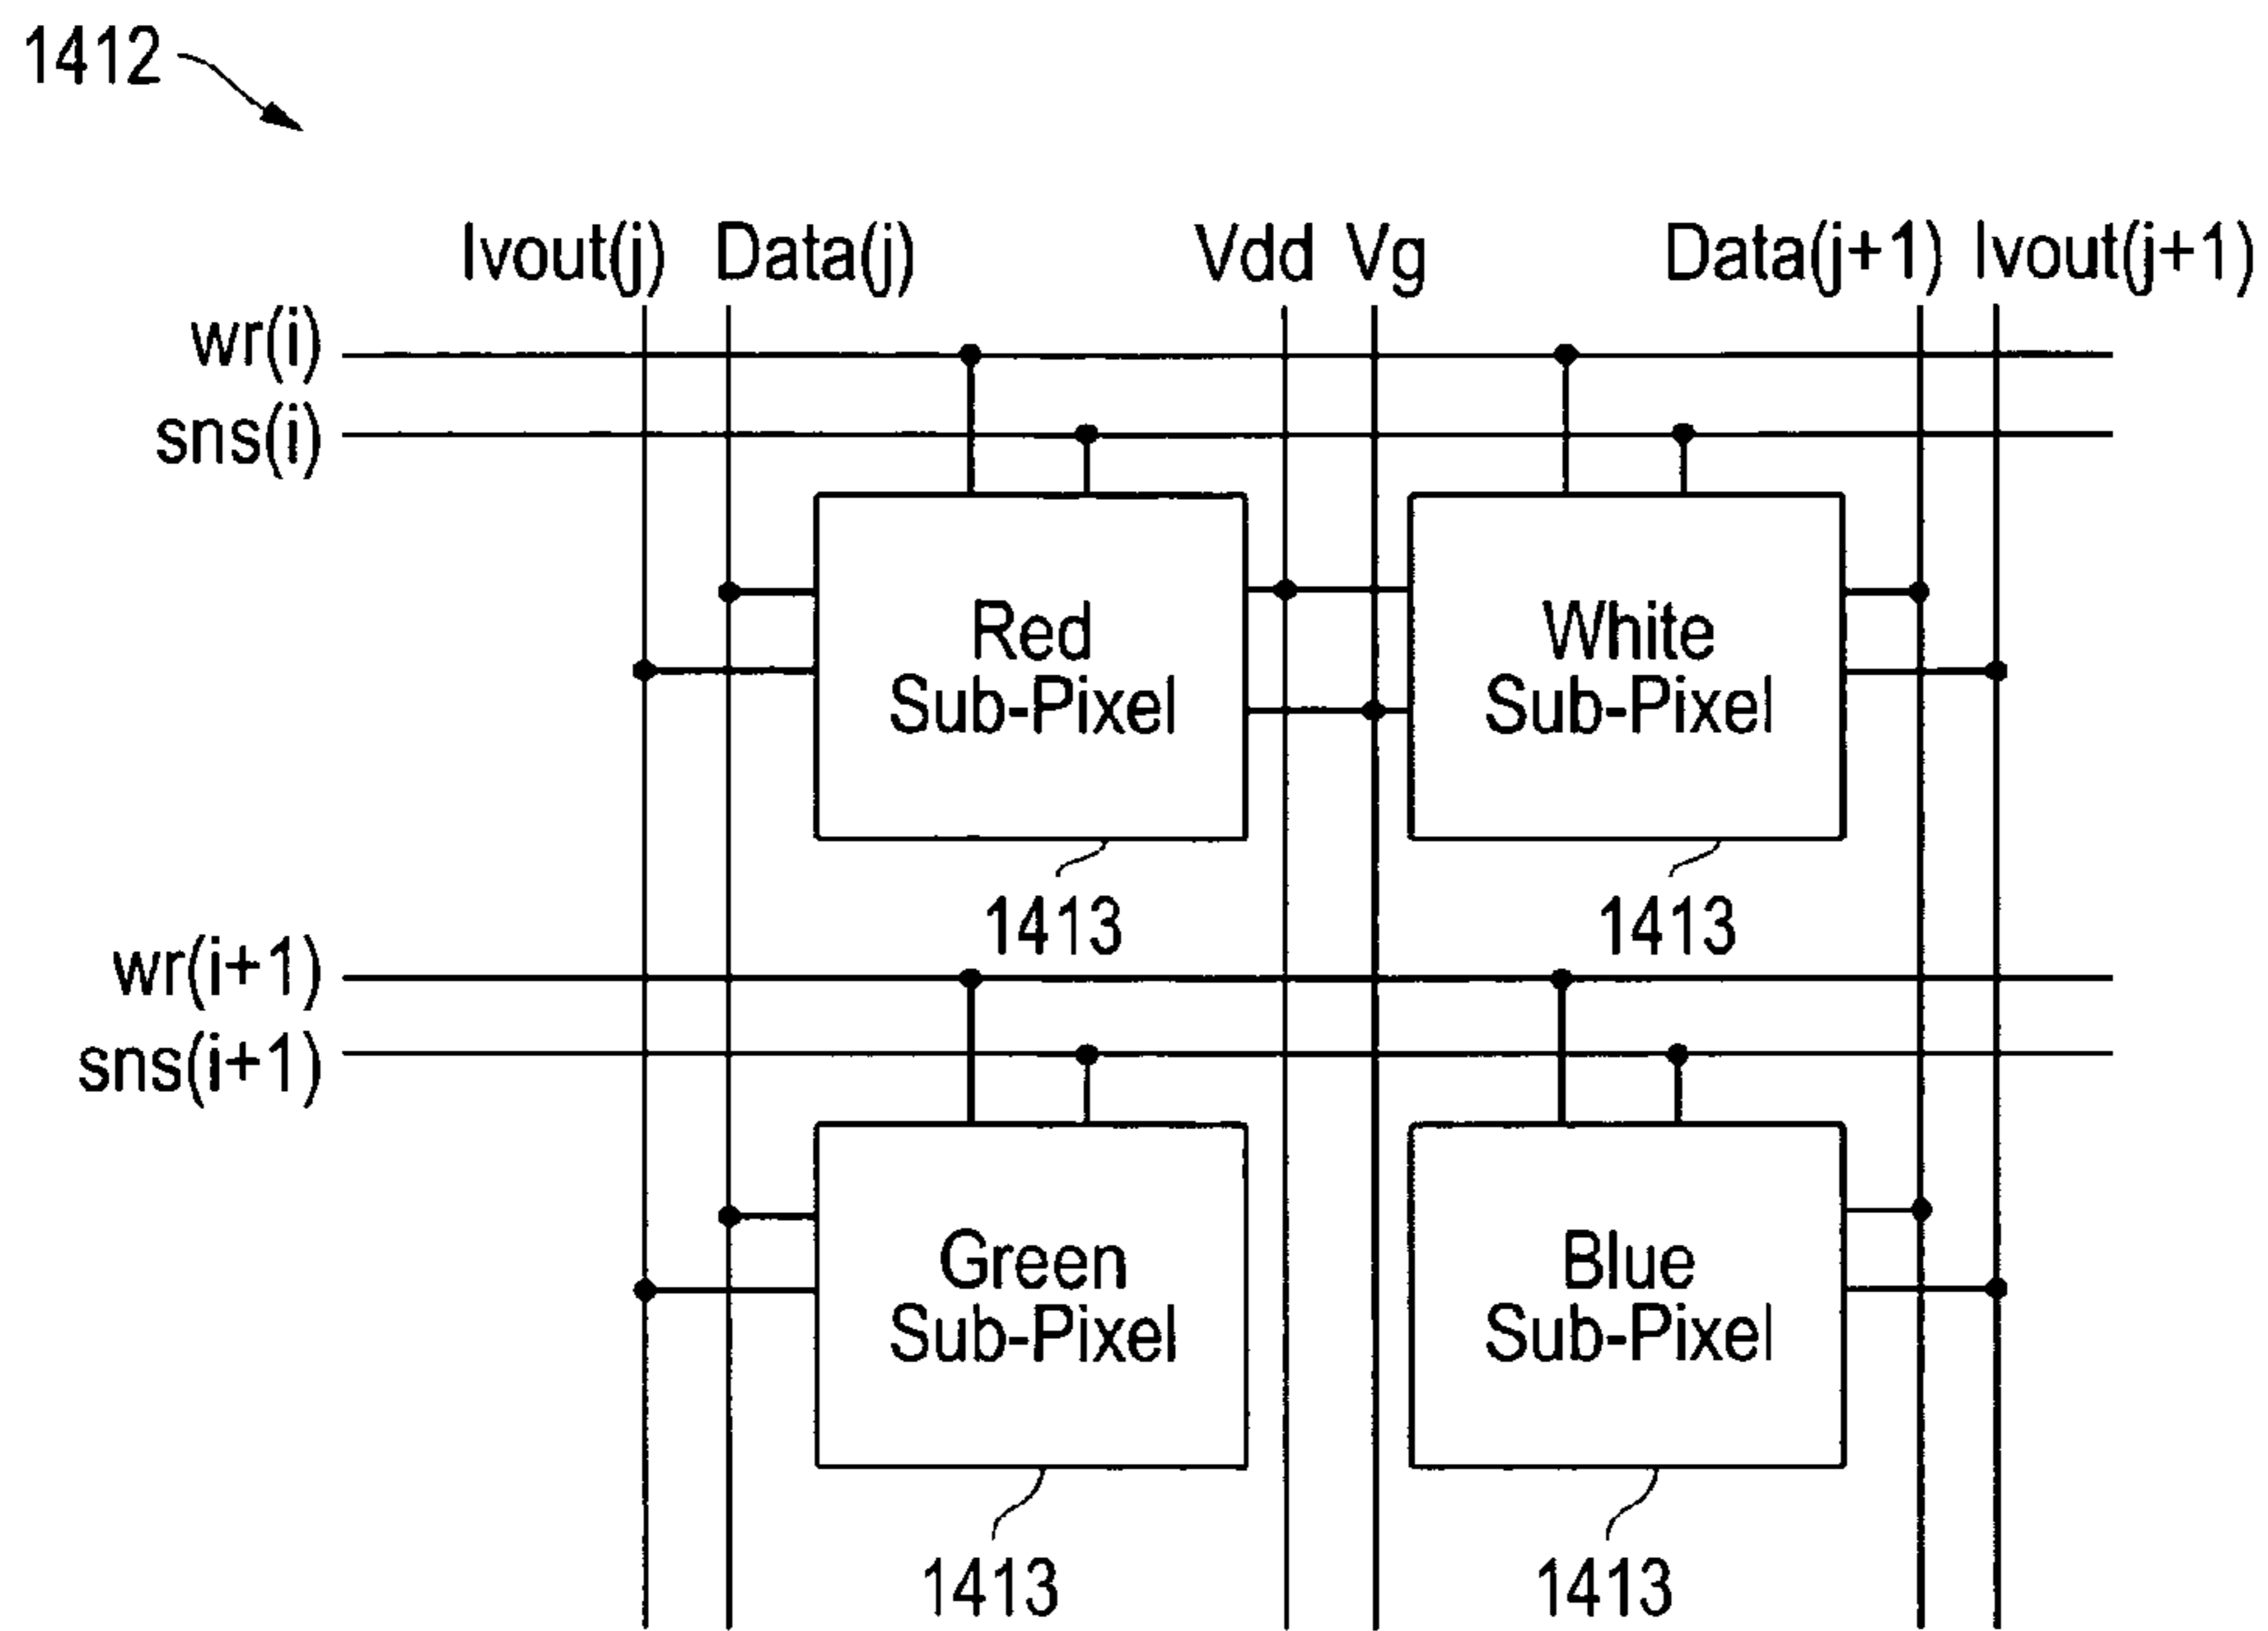 1412
Ivout(j) Data(j) Vdd Vg Data(j+1) Ivout(j+1)
wr(i)
sns(i)
Red Sub-Pixel
White Sub-Pixel
1413 1413
wr(i+1)
sns(i+1)
Green Sub-Pixel
Blue Sub-Pixel
1413 1413